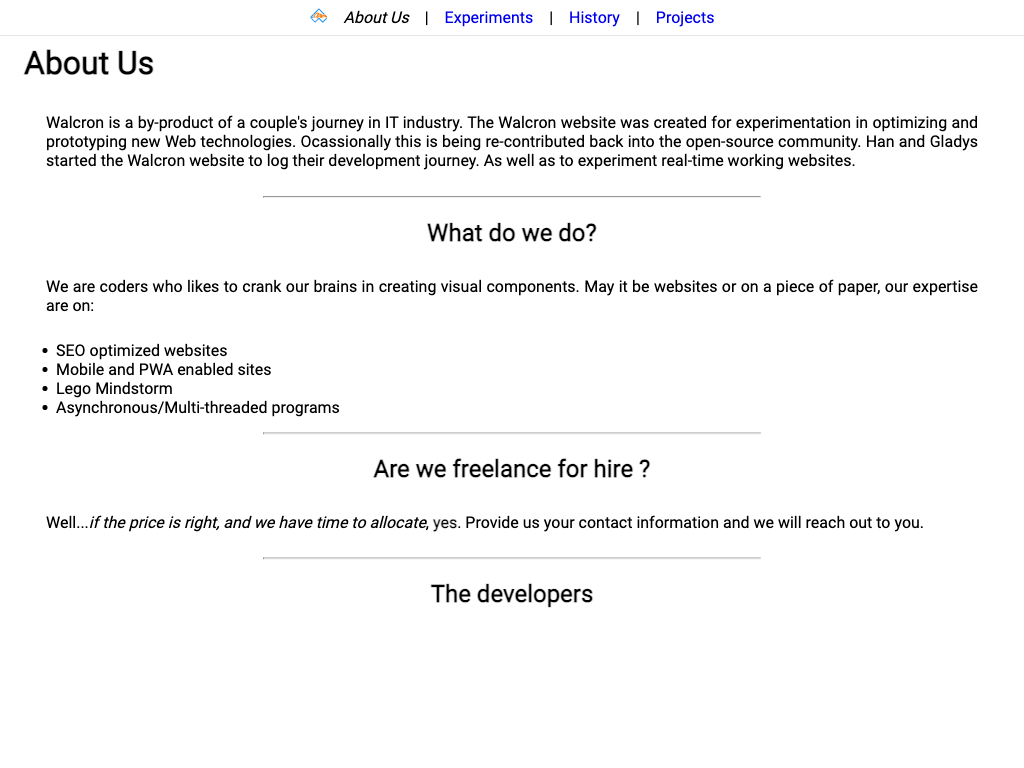 About Us | Experiments | History | Projects
About Us
Walcron is a by-product of a couple's journey in IT industry. The Walcron website was created for experimentation in optimizing and
prototyping new Web technologies. Ocassionally this is being re-contributed back into the open-source community. Han and Gladys
started the Walcron website to log their development journey. As well as to experiment real-time working websites.
What do we do?
We are coders who likes to crank our brains in creating visual components. May it be websites or on a piece of paper, our expertise
are on:
• SEO optimized websites
• Mobile and PWA enabled sites
• Lego Mindstorm
• Asynchronous/Multi-threaded programs
Are we freelance for hire ?
Well...if the price is right, and we have time to allocate, yes. Provide us your contact information and we will reach out to you.
The developers